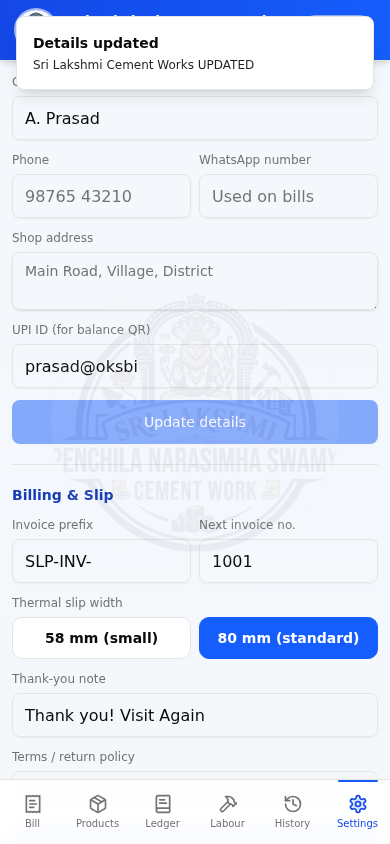 Details updated
Sri Lakshmi Cement Works UPDATED
A. Prasad
Phone
WhatsApp number
98765 43210
Used on bills
Shop address
Main Road, Village, District
UPI ID (for balance QR)
prasad@oksbi
SRI LAKSHMI
Update details
PENCHILA NARASIMHA SWAMY
CEMENT WORK
Billing & Slip
Invoice prefix
Next invoice no.
SLP-INV-
1001
Thermal slip width
58 mm (small)
80 mm (standard)
Thank-you note
Thank you! Visit Again
Terms / return policy
Bill
Products
Ledger
Labour
History
Settings